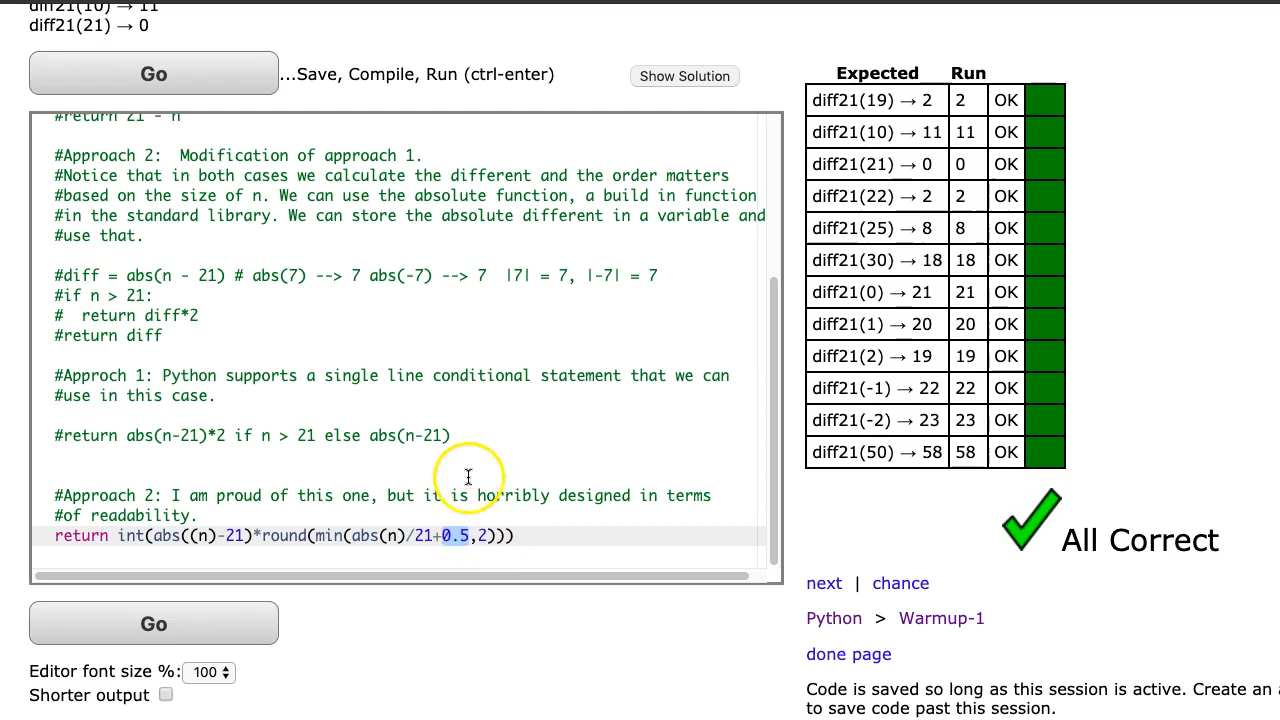 diff21(10) → 11
diff21(21) → 0
Go
...Save, Compile, Run (ctrl-enter)
Show Solution
#return 21 - n
#Approach 2:  Modification of approach 1.
#Notice that in both cases we calculate the different and the order matters
#based on the size of n. We can use the absolute function, a build in function
#in the standard library. We can store the absolute different in a variable and
#use that.
#diff = abs(n - 21) # abs(7) --> 7 abs(-7) --> 7  |7| = 7, |-7| = 7
#if n > 21:
#  return diff*2
#return diff
#Approch 1: Python supports a single line conditional statement that we can
#use in this case.
#return abs(n-21)*2 if n > 21 else abs(n-21)
#Approach 2: I am proud of this one, but it is horribly designed in terms
#of readability.
return int(abs((n)-21)*round(min(abs(n)/21+0.5,2)))
Go
Editor font size %: 100
Shorter output
Expected Run
diff21(19) → 2 2 OK
diff21(10) → 11 11 OK
diff21(21) → 0 0 OK
diff21(22) → 2 2 OK
diff21(25) → 8 8 OK
diff21(30) → 18 18 OK
diff21(0) → 21 21 OK
diff21(1) → 20 20 OK
diff21(2) → 19 19 OK
diff21(-1) → 22 22 OK
diff21(-2) → 23 23 OK
diff21(50) → 58 58 OK
All Correct
next | chance
Python > Warmup-1
done page
Code is saved so long as this session is active. Create an
to save code past this session.